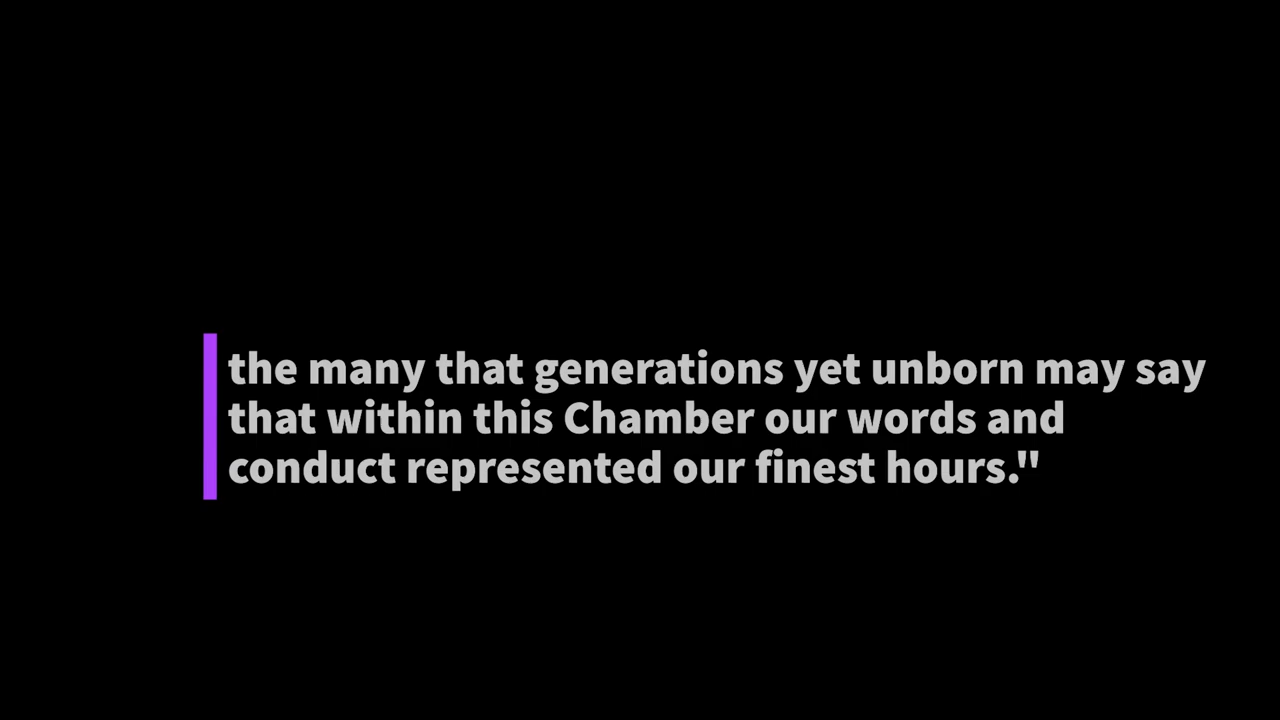 the many that generations yet unborn may say
that within this Chamber our words and
conduct represented our finest hours."